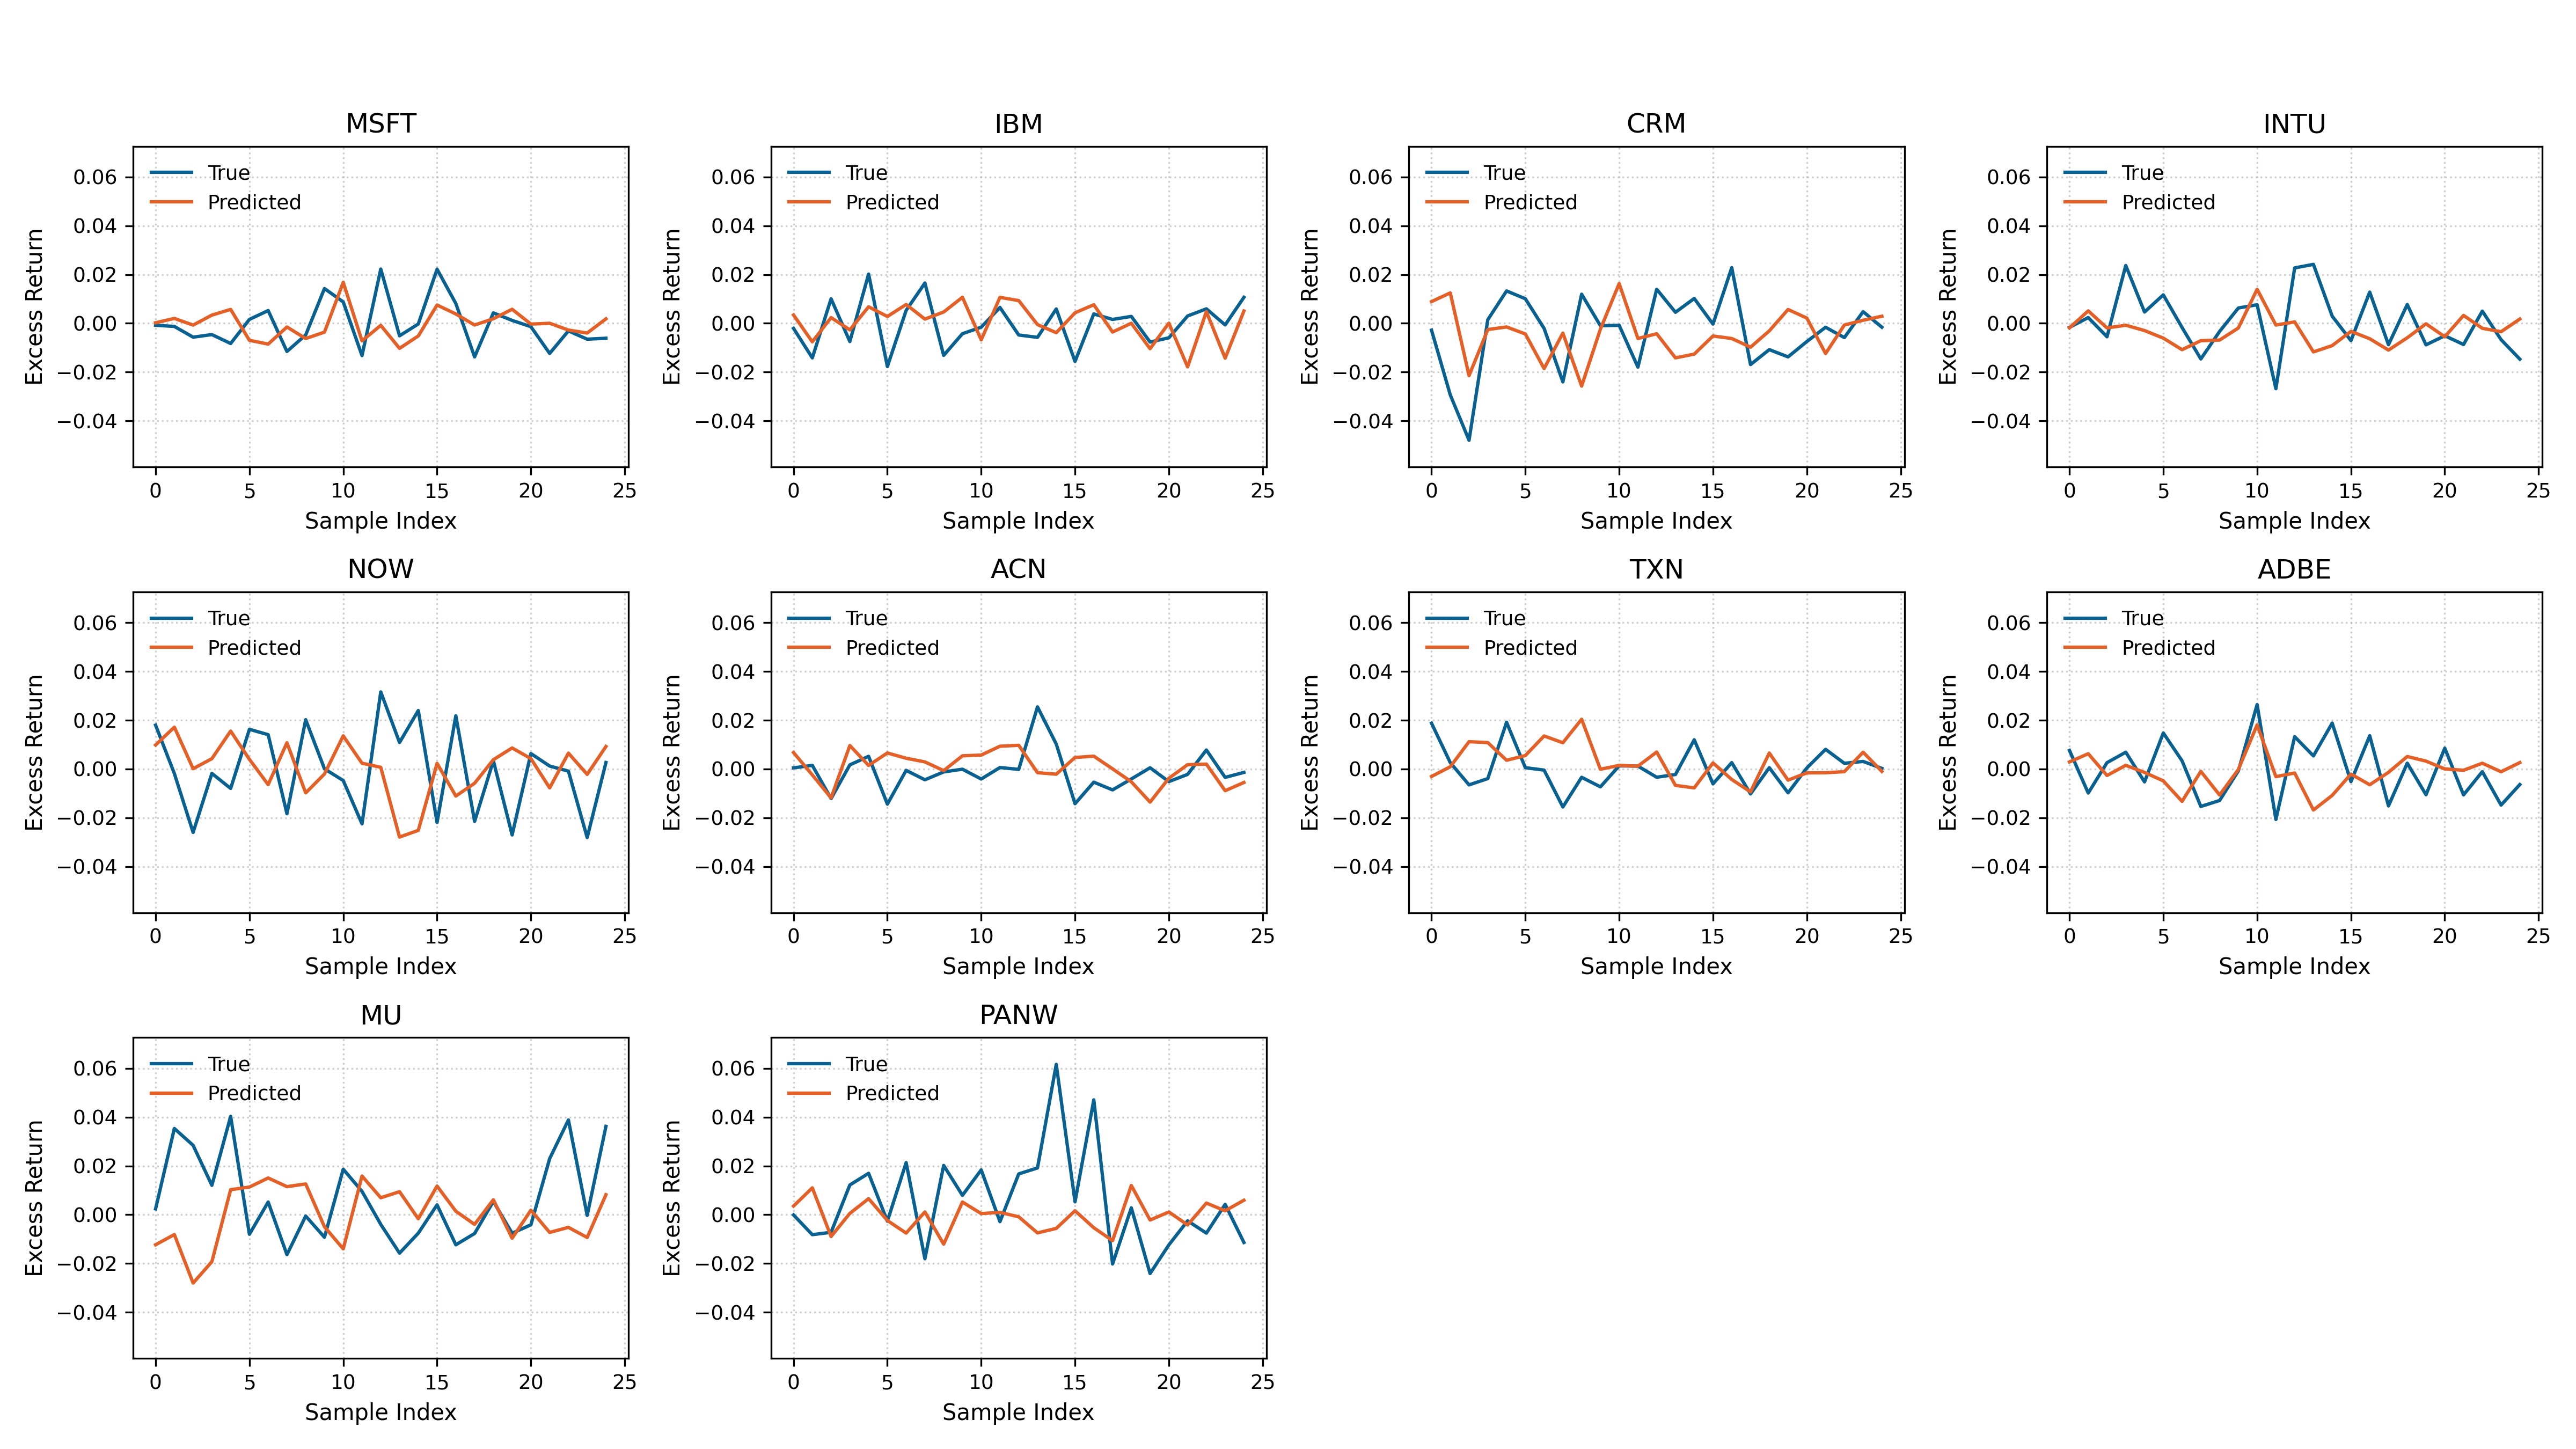 MSFT
True
Predicted
Excess Return
0.06
0.04
0.02
0.00
−0.02
−0.04
0 5 10 15 20 25
Sample Index
IBM
True
Predicted
Excess Return
0.06
0.04
0.02
0.00
−0.02
−0.04
0 5 10 15 20 25
Sample Index
CRM
True
Predicted
Excess Return
0.06
0.04
0.02
0.00
−0.02
−0.04
0 5 10 15 20 25
Sample Index
INTU
True
Predicted
Excess Return
0.06
0.04
0.02
0.00
−0.02
−0.04
0 5 10 15 20 25
Sample Index
NOW
True
Predicted
Excess Return
0.06
0.04
0.02
0.00
−0.02
−0.04
0 5 10 15 20 25
Sample Index
ACN
True
Predicted
Excess Return
0.06
0.04
0.02
0.00
−0.02
−0.04
0 5 10 15 20 25
Sample Index
TXN
True
Predicted
Excess Return
0.06
0.04
0.02
0.00
−0.02
−0.04
0 5 10 15 20 25
Sample Index
ADBE
True
Predicted
Excess Return
0.06
0.04
0.02
0.00
−0.02
−0.04
0 5 10 15 20 25
Sample Index
MU
True
Predicted
Excess Return
0.06
0.04
0.02
0.00
−0.02
−0.04
0 5 10 15 20 25
Sample Index
PANW
True
Predicted
Excess Return
0.06
0.04
0.02
0.00
−0.02
−0.04
0 5 10 15 20 25
Sample Index